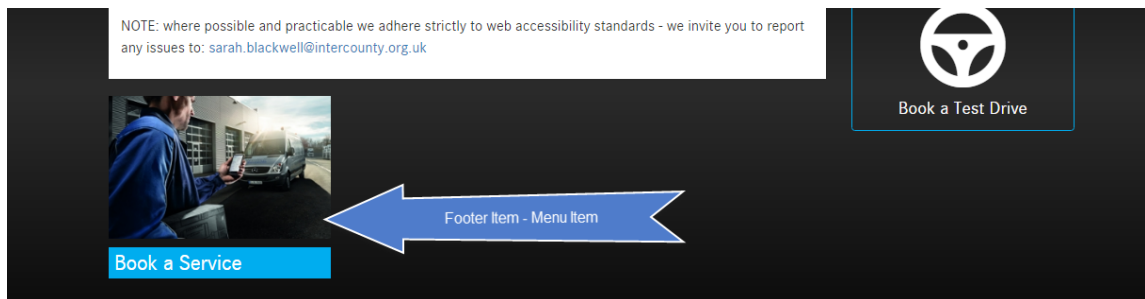 NOTE: where possible and practicable we adhere strictly to web accessibility standards - we invite you to report
any issues to: sarah.blackwell@intercounty.org.uk
Book a Test Drive
Footer Item - Menu Item
Book a Service